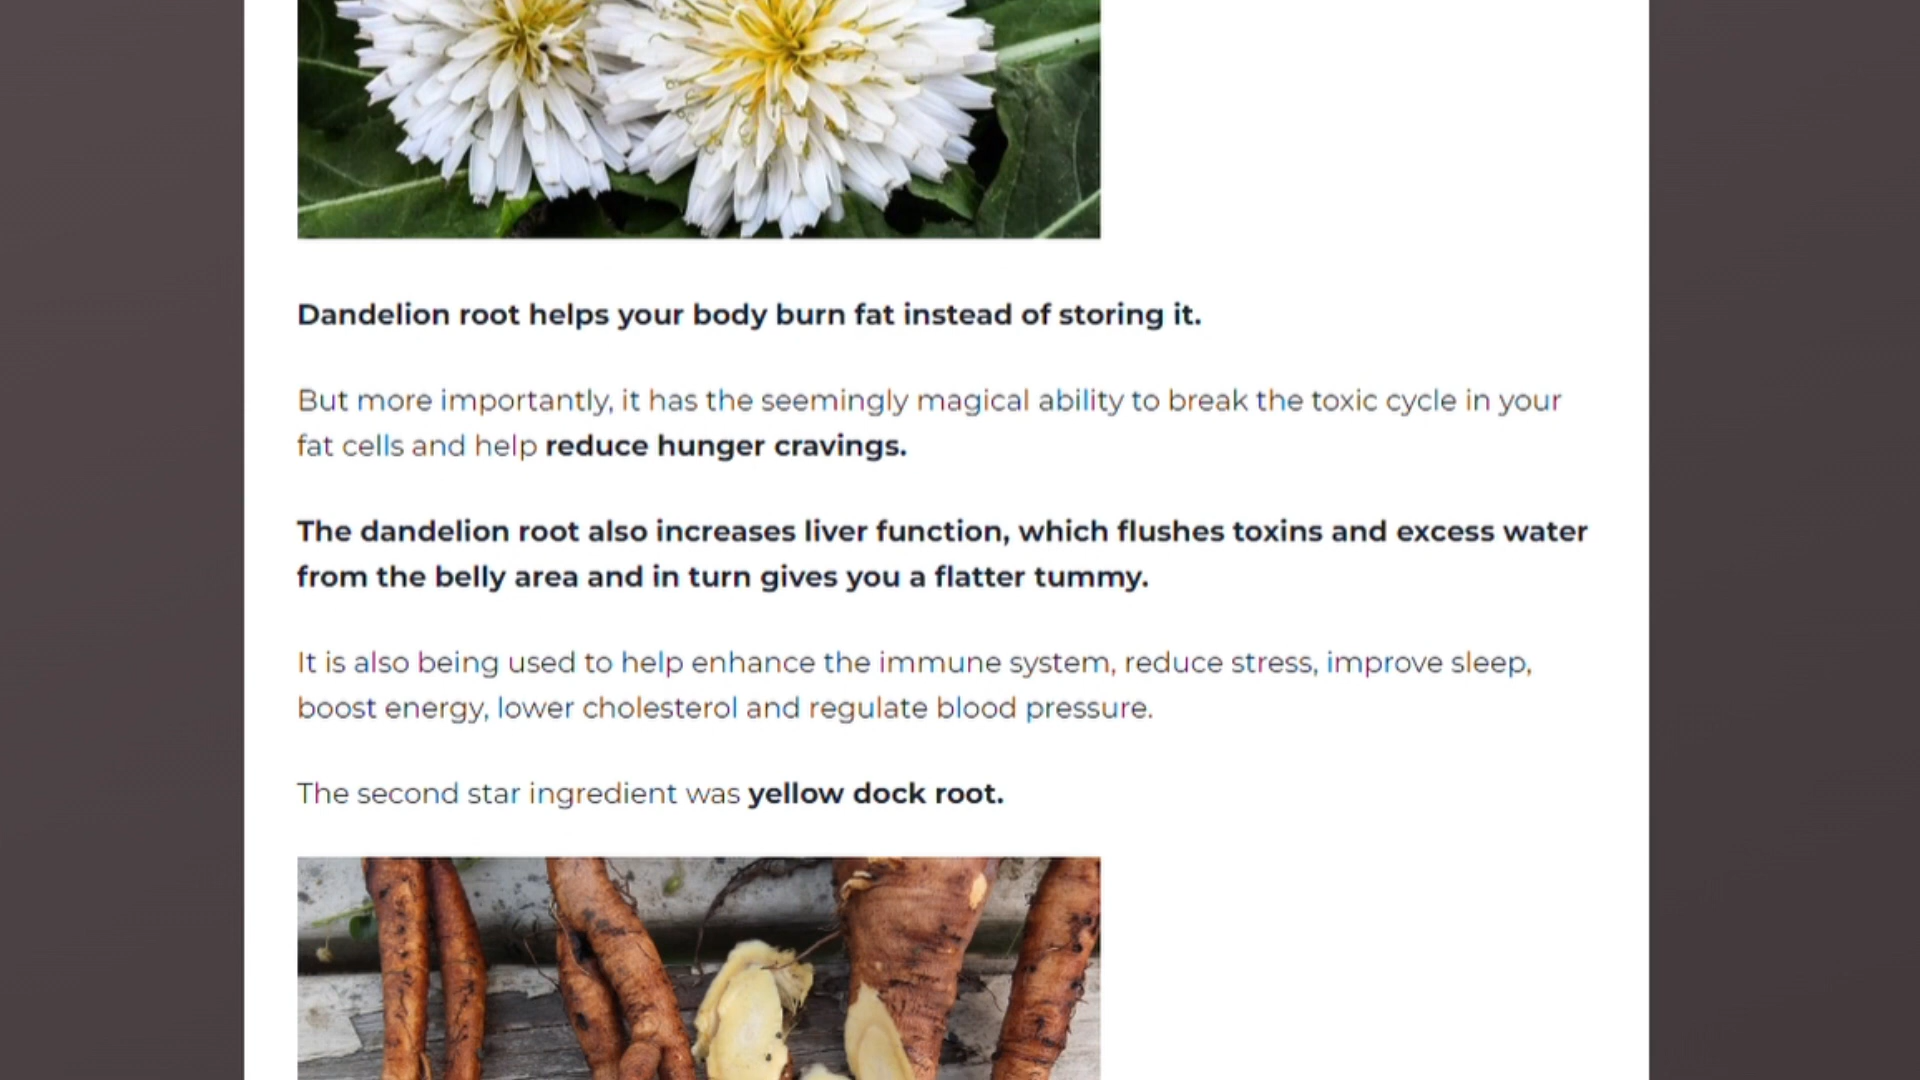 Dandelion root helps your body burn fat instead of storing it.
But more importantly, it has the seemingly magical ability to break the toxic cycle in your
fat cells and help reduce hunger cravings.
The dandelion root also increases liver function, which flushes toxins and excess water
from the belly area and in turn gives you a flatter tummy.
It is also being used to help enhance the immune system, reduce stress, improve sleep,
boost energy, lower cholesterol and regulate blood pressure.
The second star ingredient was yellow dock root.